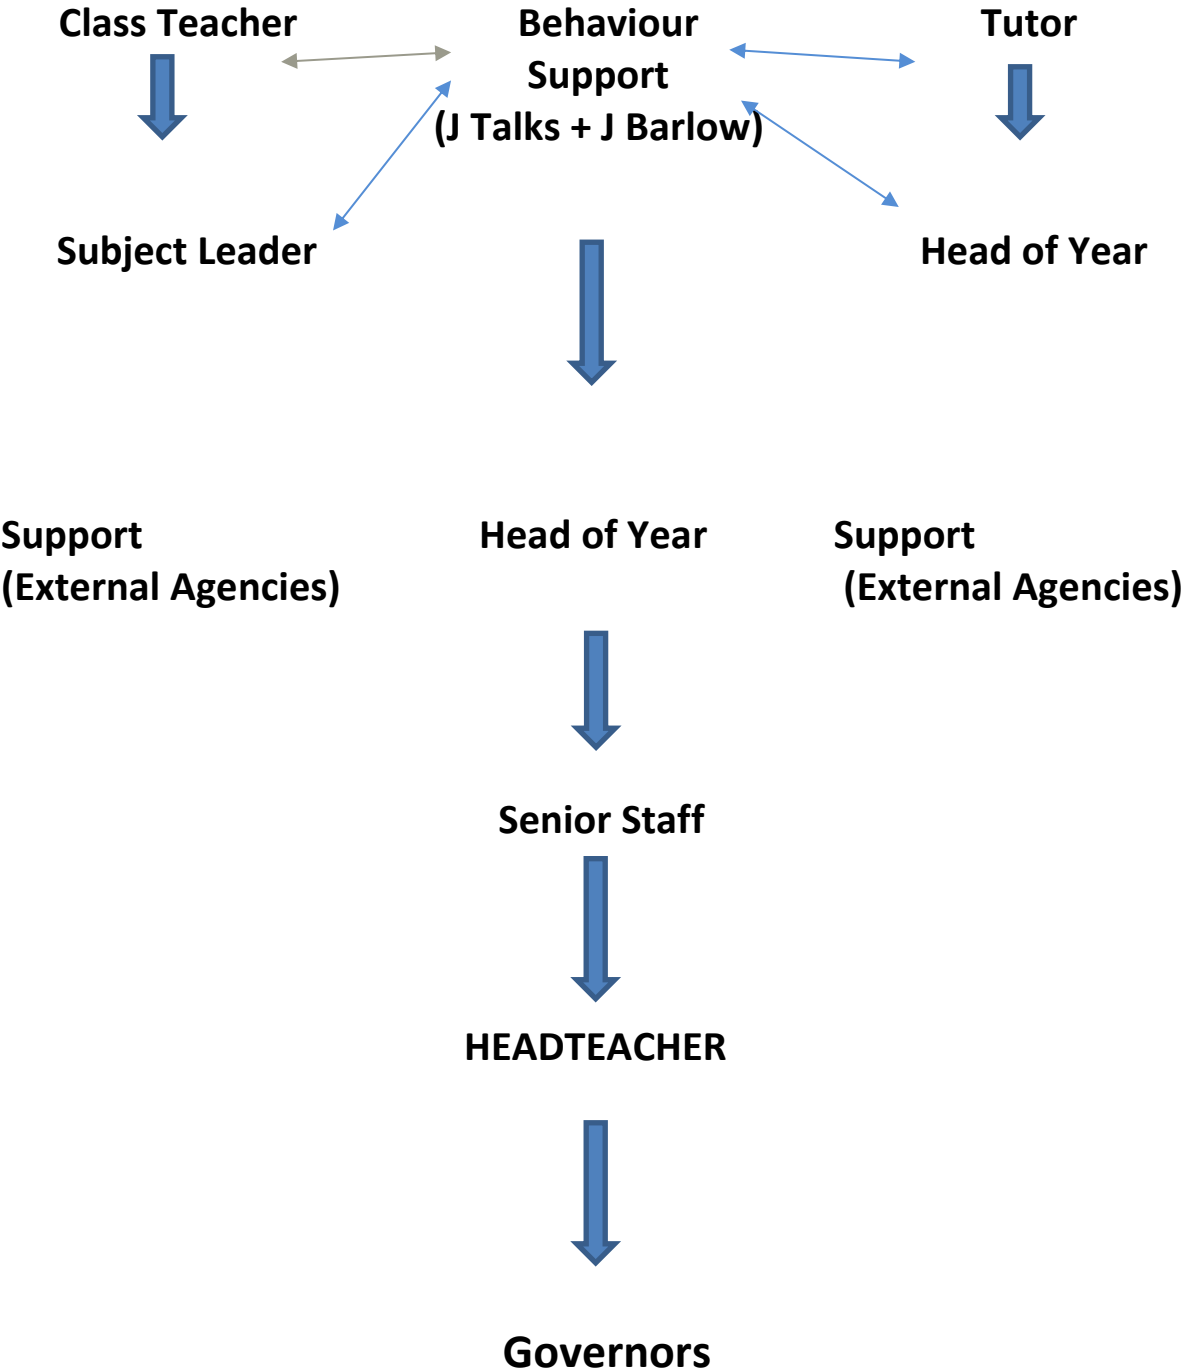 Class Teacher
Behaviour
Support
(J Talks + J Barlow)
Tutor
Subject Leader
Head of Year
Support
(External Agencies)
Head of Year
Support
(External Agencies)
Senior Staff
HEADTEACHER
Governors